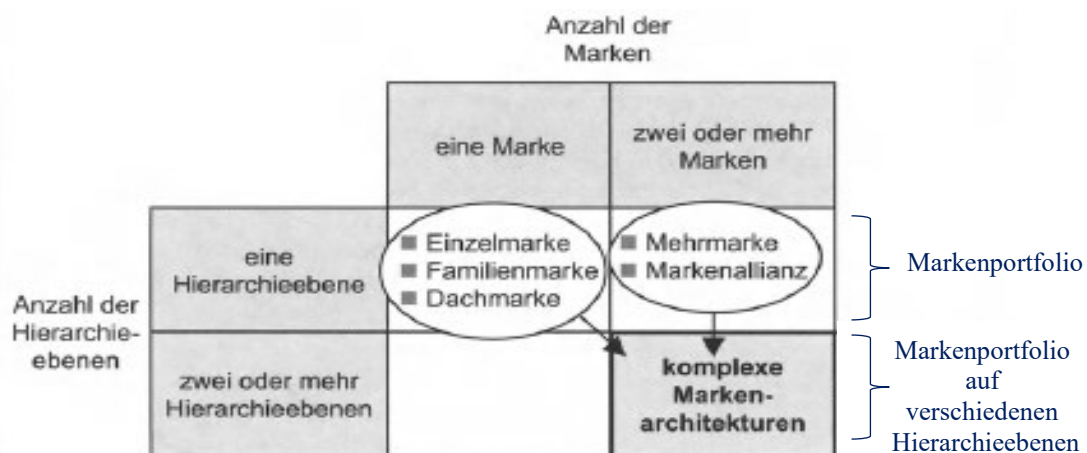 Anzahl der
Marken
eine Marke
zwei oder mehr
Marken
Anzahl der
Hierarchie-
ebenen
eine
Hierarchieebene
■ Einzelmarke
■ Familienmarke
■ Dachmarke
■ Mehrmarke
■ Markenallianz
Markenportfolio
zwei oder mehr
Hierarchieebenen
komplexe
Marken-
architekturen
Markenportfolio
auf
verschiedenen
Hierarchieebenen